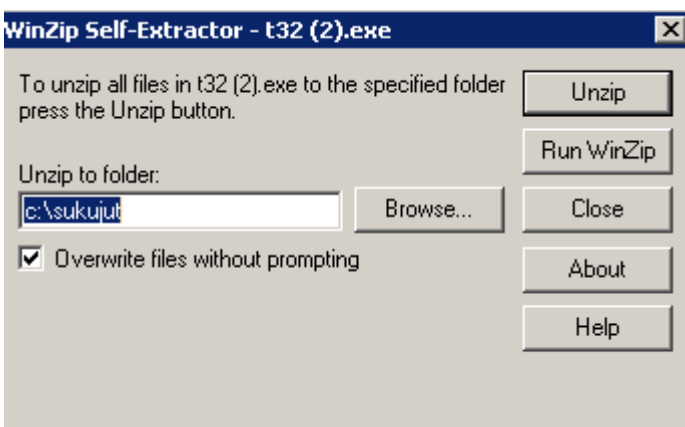 WinZip Self-Extractor - t32 (2).exe
To unzip all files in t32 (2).exe to the specified folder
press the Unzip button.
Unzip to folder:
c:\sukujut
Browse...
Overwrite files without prompting
Unzip
Run WinZip
Close
About
Help